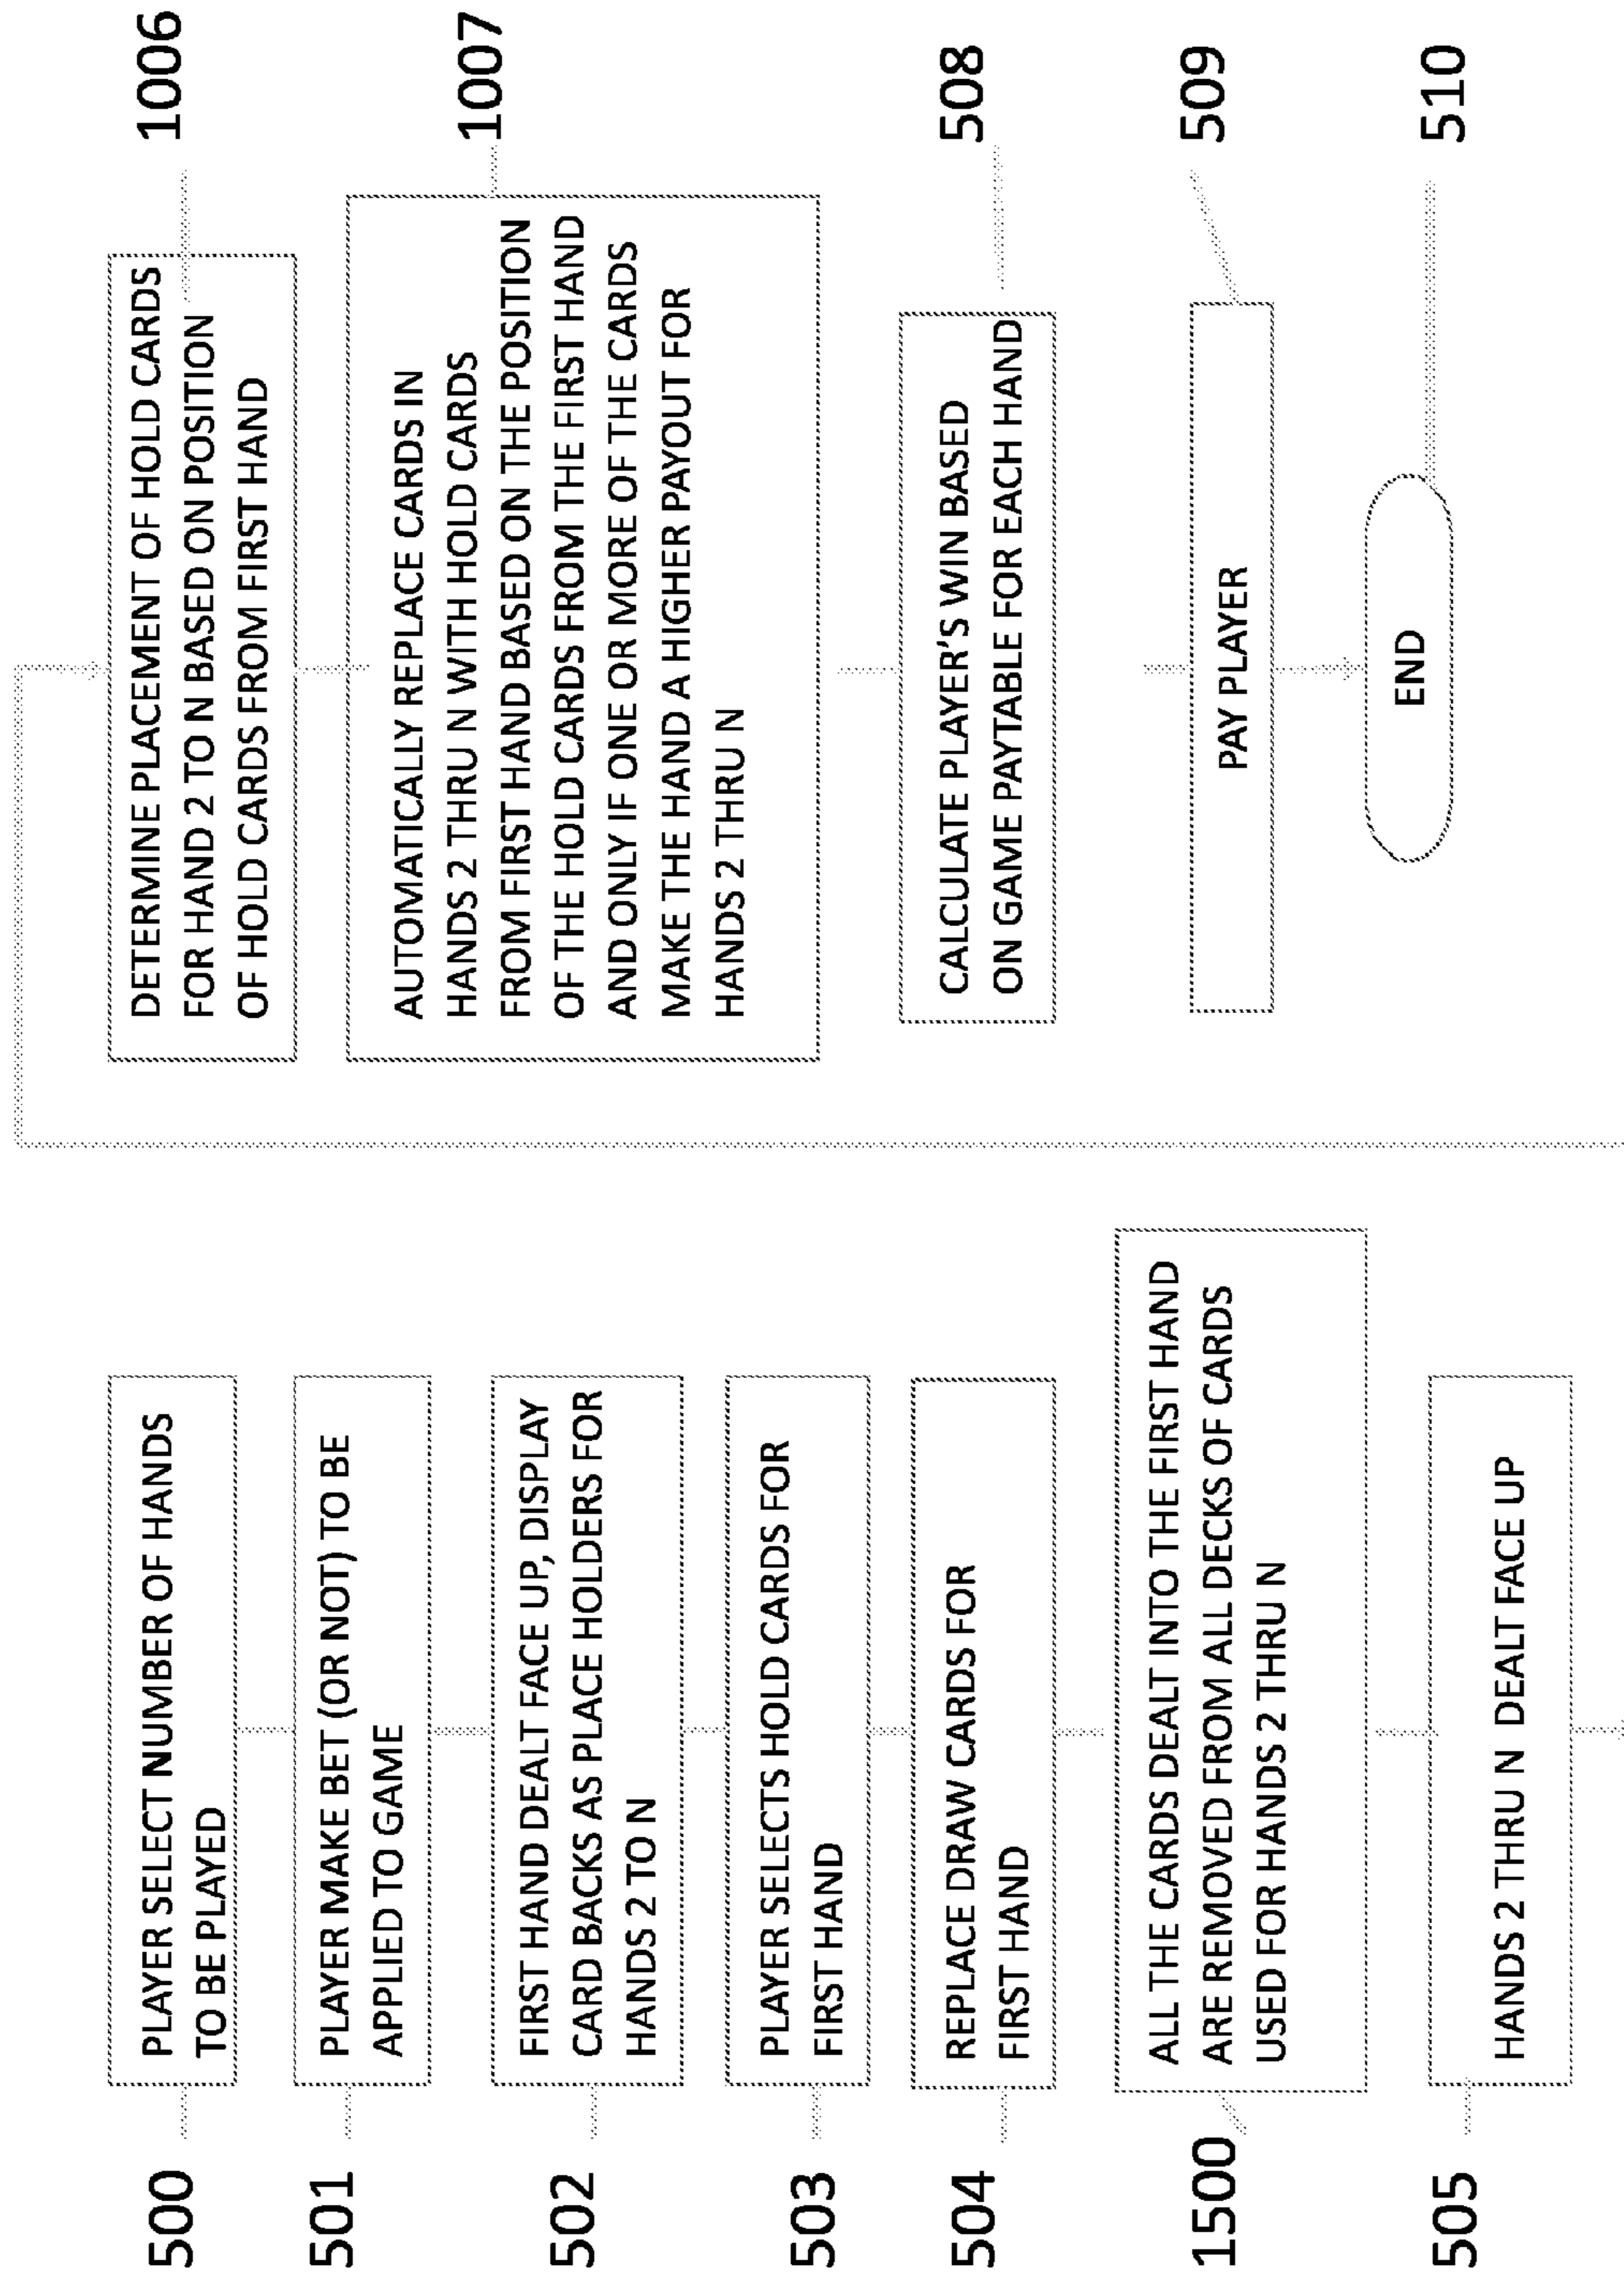 500
PLAYER SELECT NUMBER OF HANDS
TO BE PLAYED
501
PLAYER MAKE BET (OR NOT) TO BE
APPLIED TO GAME
502
FIRST HAND DEALT FACE UP, DISPLAY
CARD BACKS AS PLACE HOLDERS FOR
HANDS 2 TO N
503
PLAYER SELECTS HOLD CARDS FOR
FIRST HAND
504
REPLACE DRAW CARDS FOR
FIRST HAND
1500
ALL THE CARDS DEALT INTO THE FIRST HAND
ARE REMOVED FROM ALL DECKS OF CARDS
USED FOR HANDS 2 THRU N
505
HANDS 2 THRU N DEALT FACE UP
DETERMINE PLACEMENT OF HOLD CARDS
FOR HAND 2 TO N BASED ON POSITION
OF HOLD CARDS FROM FIRST HAND
1006
AUTOMATICALLY REPLACE CARDS IN
HANDS 2 THRU N WITH HOLD CARDS
FROM FIRST HAND BASED ON THE POSITION
OF THE HOLD CARDS FROM THE FIRST HAND
AND ONLY IF ONE OR MORE OF THE CARDS
MAKE THE HAND A HIGHER PAYOUT FOR
HANDS 2 THRU N
1007
CALCULATE PLAYER'S WIN BASED
ON GAME PAYTABLE FOR EACH HAND
508
PAY PLAYER
509
END
510